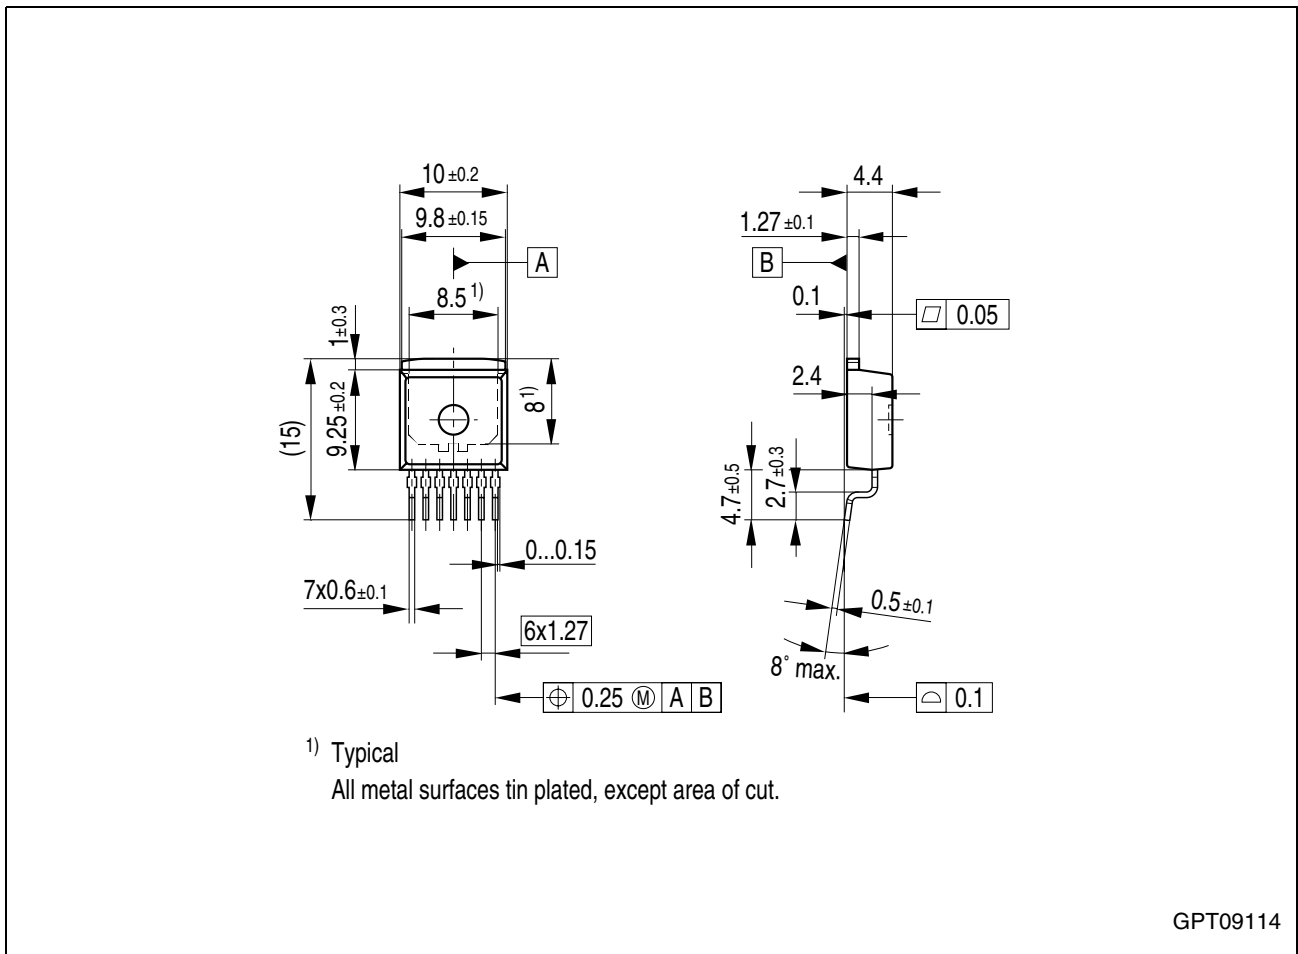 10 ±0.2
4.4
9.8 ±0.15
1.27 ±0.1
A
B
8.5 1)
0.1
0.05
1±0.3
2.4
8 1)
9.25 ±0.2
(15)
4.7±0.5
2.7±0.3
0...0.15
7x0.6±0.1
0.5 ±0.1
6x1.27
8° max.
0.25 Ⓜ A B
0.1
1) Typical
All metal surfaces tin plated, except area of cut.
GPT09114